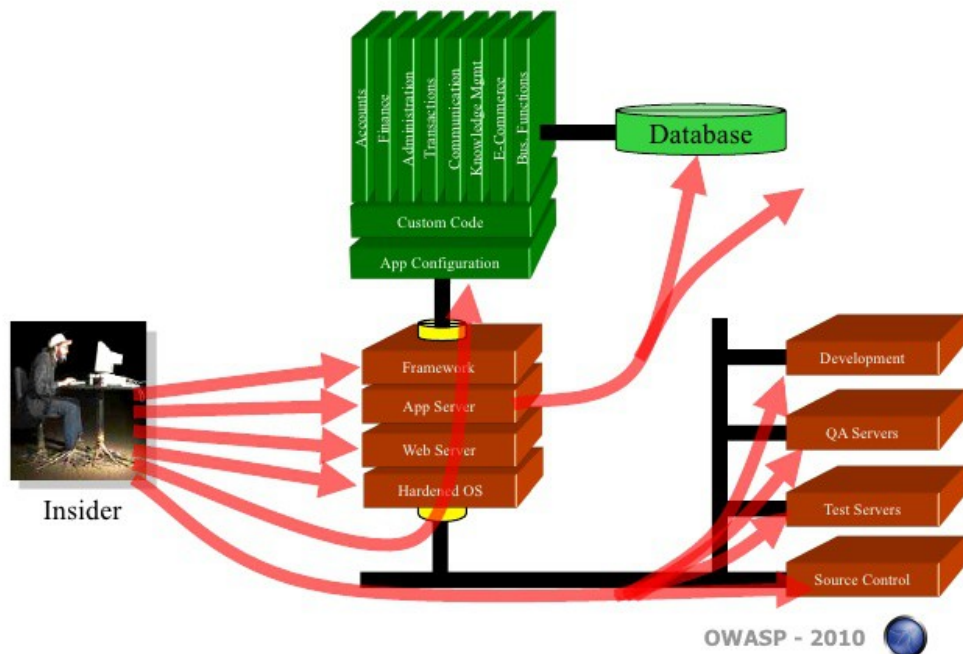 Accounts
Finance
Administration
Transactions
Communication
Knowledge Mgmt
E-Commerce
Bus. Functions
Database
Custom Code
App Configuration
Framework
App Server
Web Server
Hardened OS
Insider
Development
QA Servers
Test Servers
Source Control
OWASP - 2010